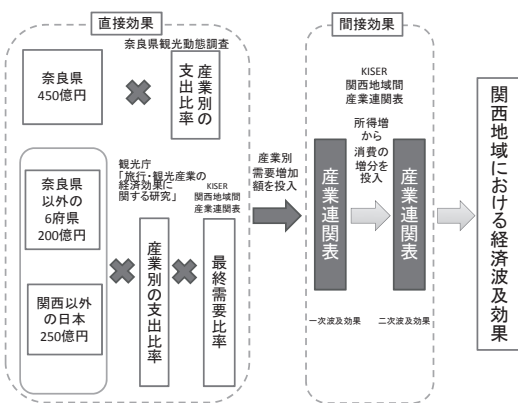 直接効果
奈良県観光動態調査
奈良県
450億円
産業別の
支出比率
観光庁
「旅行・観光産業の
経済効果に
関する研究」
奈良県
以外の
6府県
200億円
関西以外
の日本
250億円
産業別の支出比率
KISER
関西地域間
産業連関表
最終需要比率
産業別
需要増加
額を投入
間接効果
KISER
関西地域間
産業連関表
産業連関表
所得増
から
消費の
増分を
投入
産業連関表
一次波及効果
二次波及効果
関西地域における経済波及効果